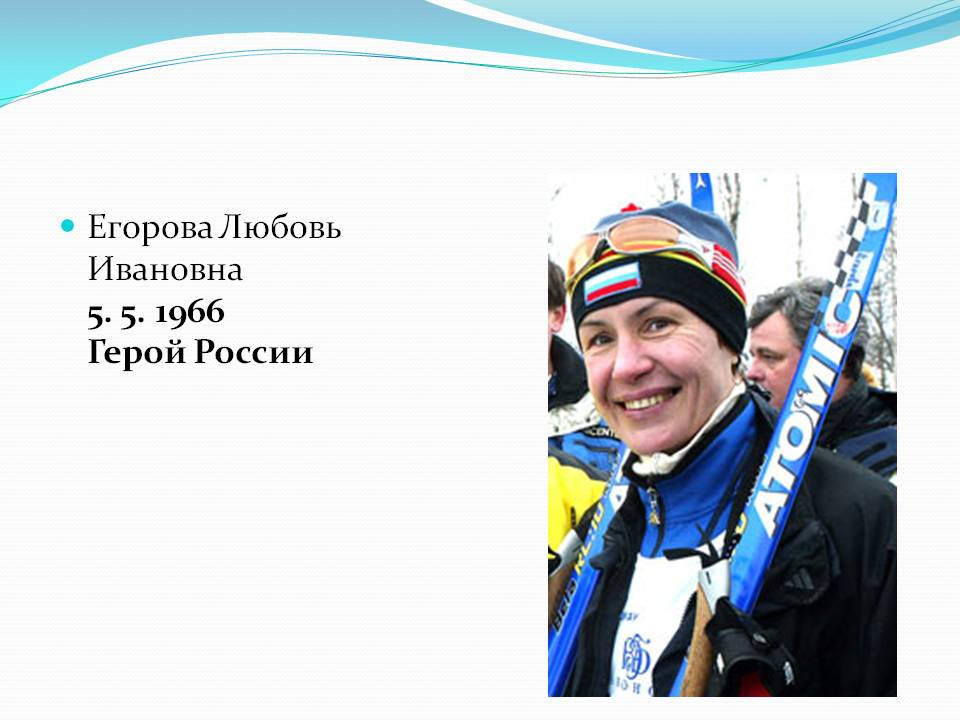 Егорова Любовь
Ивановна
5. 5. 1966
Герой России
ATOMIC